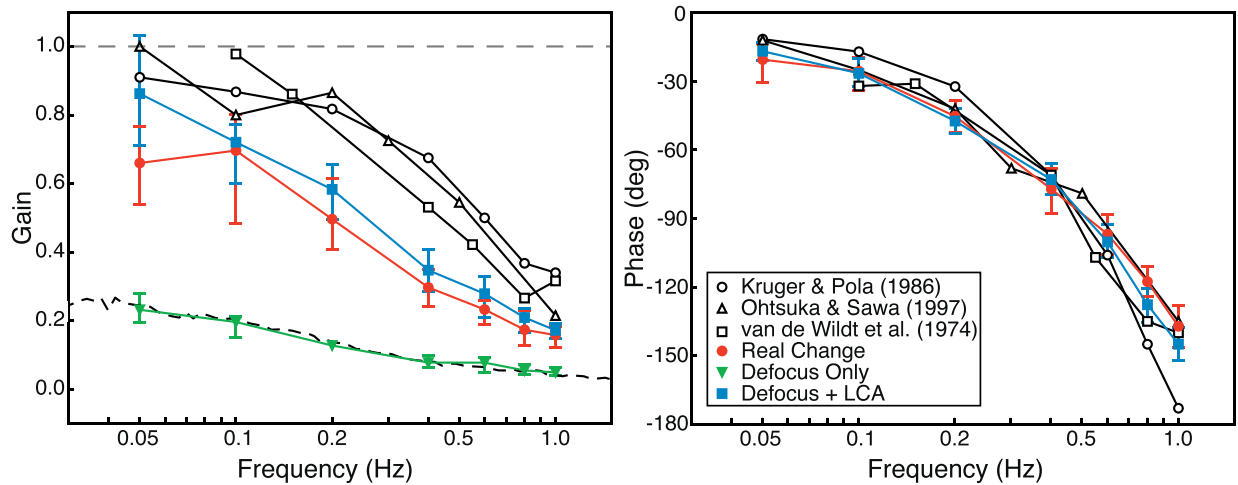 1.0
0.8
0.6
0.4
0.2
0.0
Gain
0.05
0.1
0.2
0.5
1.0
Frequency (Hz)
0
-30
-60
-90
-120
-150
-180
Phase (deg)
Kruger & Pola (1986)
Ohtsuka & Sawa (1997)
van de Wildt et al. (1974)
Real Change
Defocus Only
Defocus + LCA
0.05
0.1
0.2
0.5
1.0
Frequency (Hz)